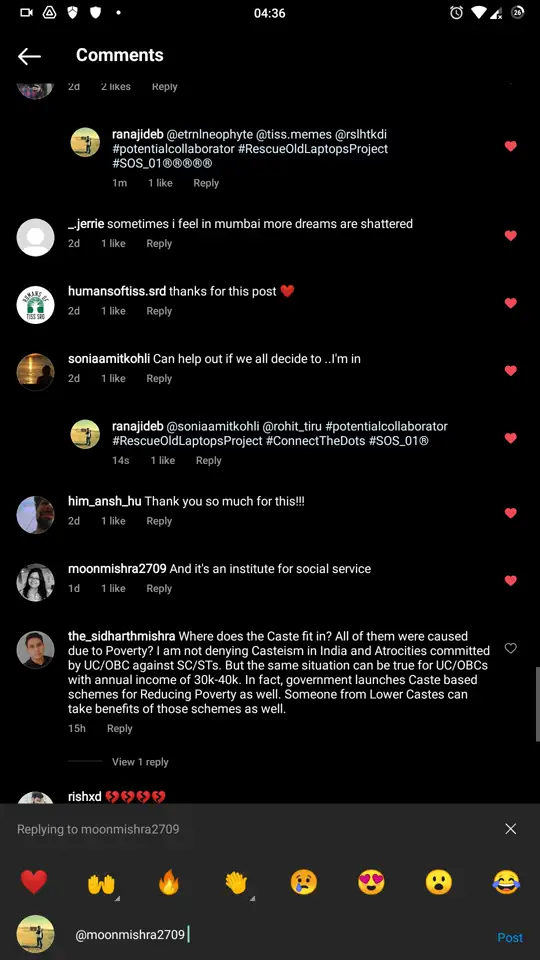 04:36
26
Comments
2d 2 likes Reply
ranajideb @etrnlneophyte @tiss.memes @rslhtkdi
#potentialcollaborator #RescueOldLaptopsProject
#SOS_01®®®®®
1m 1 like Reply
_.jerrie sometimes i feel in mumbai more dreams are shattered
2d 1 like Reply
HUMANS OF
TISS SRD
humansoftiss.srd thanks for this post ❤️
2d 1 like Reply
soniaamitkohli Can help out if we all decide to ..I'm in
2d 1 like Reply
ranajideb @soniaamitkohli @rohit_tiru #potentialcollaborator
#RescueOldLaptopsProject #ConnectTheDots #SOS_01®
14s 1 like Reply
him_ansh_hu Thank you so much for this!!!
2d 1 like Reply
moonmishra2709 And it's an institute for social service
1d 1 like Reply
the_sidharthmishra Where does the Caste fit in? All of them were caused
due to Poverty? I am not denying Casteism in India and Atrocities committed
by UC/OBC against SC/STs. But the same situation can be true for UC/OBCs
with annual income of 30k-40k. In fact, government launches Caste based
schemes for Reducing Poverty as well. Someone from Lower Castes can
take benefits of those schemes as well.
15h Reply
View 1 reply
rishxd 💔💔💔💔
Replying to moonmishra2709
❤️ 🙌 🔥 👏 😢 😍 😮 😂
@moonmishra2709
Post